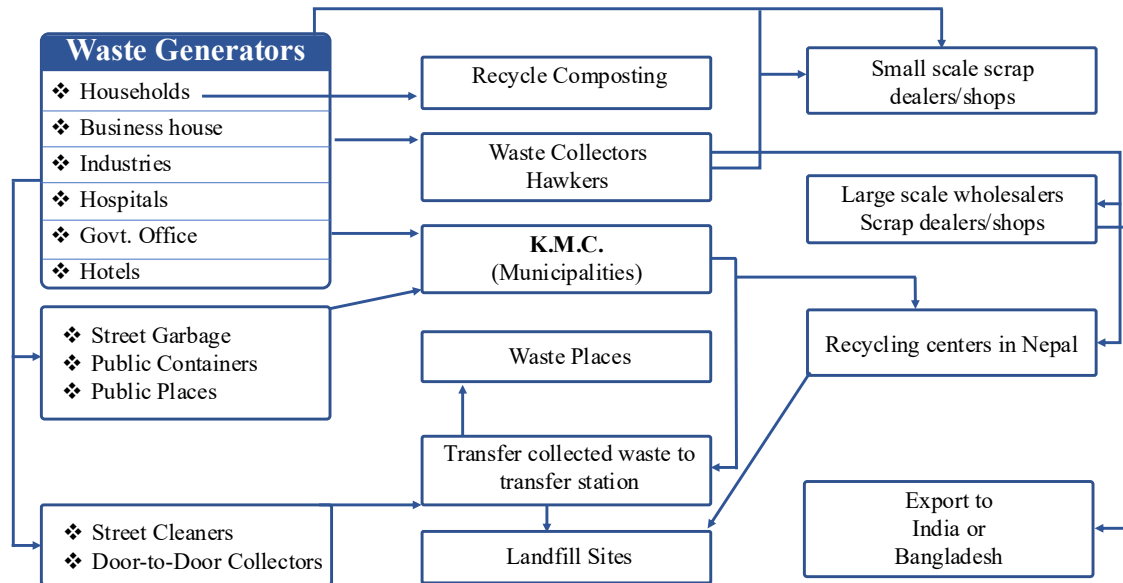 Waste Generators
❖ Households
❖ Business house
❖ Industries
❖ Hospitals
❖ Govt. Office
❖ Hotels
❖ Street Garbage
❖ Public Containers
❖ Public Places
❖ Street Cleaners
❖ Door-to-Door Collectors
Recycle Composting
Waste Collectors
Hawkers
K.M.C.
(Municipalities)
Waste Places
Transfer collected waste to
transfer station
Landfill Sites
Small scale scrap
dealers/shops
Large scale wholesalers
Scrap dealers/shops
Recycling centers in Nepal
Export to
India or
Bangladesh